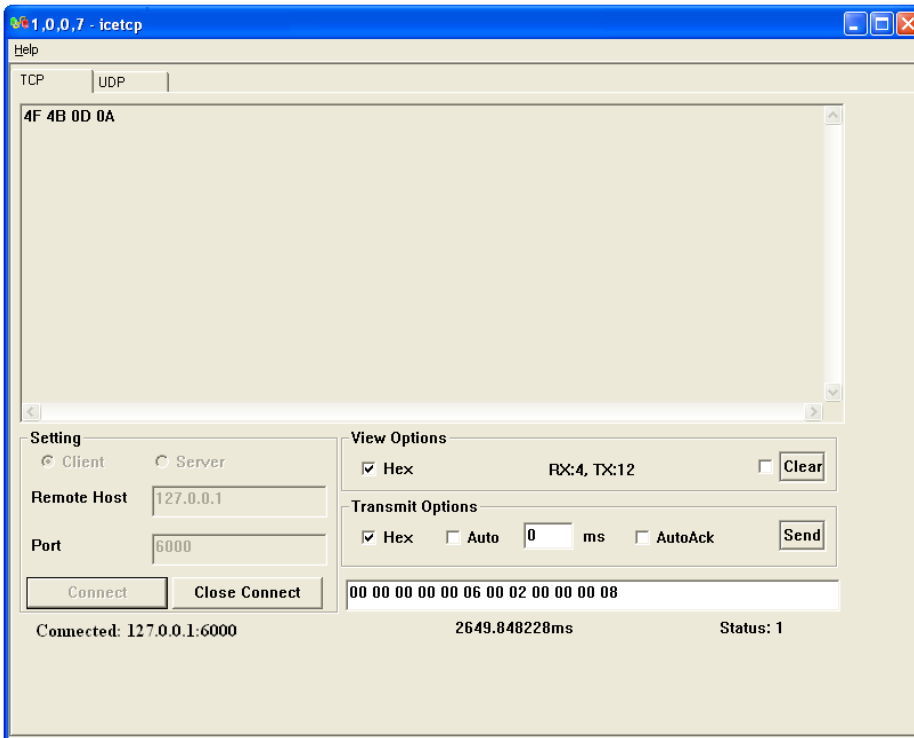 1,0,0,7 - icetcp
Help
TCP
UDP
4F 4B 0D 0A
Setting
Client
Server
Remote Host
127.0.0.1
Port
6000
Connect
Close Connect
Connected: 127.0.0.1:6000
View Options
Hex
RX:4, TX:12
Clear
Transmit Options
Hex
Auto
0
ms
AutoAck
Send
00 00 00 00 00 06 00 02 00 00 00 08
2649.848228ms
Status: 1